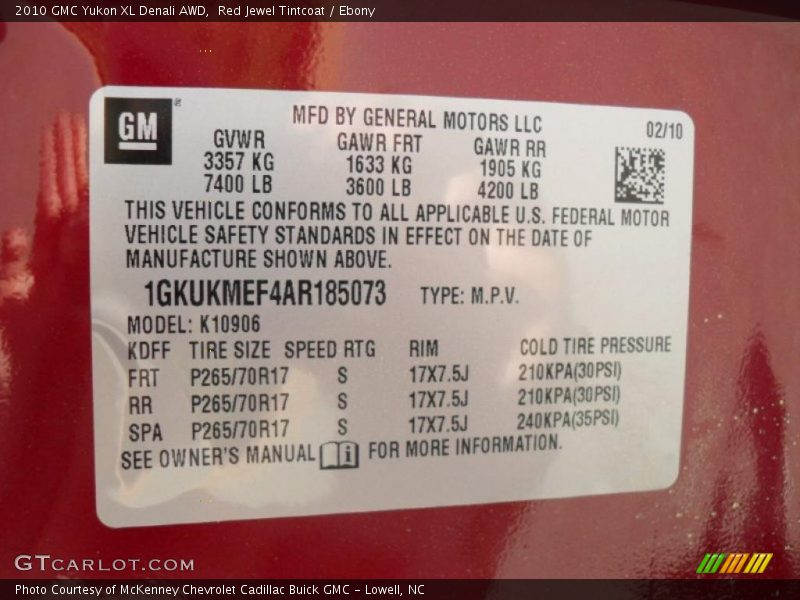 2010 GMC Yukon XL Denali AWD, Red Jewel Tintcoat / Ebony
GM ®
MFD BY GENERAL MOTORS LLC
02/10
GVWR GAWR FRT GAWR RR
3357 KG 1633 KG 1905 KG
7400 LB 3600 LB 4200 LB
THIS VEHICLE CONFORMS TO ALL APPLICABLE U.S. FEDERAL MOTOR
VEHICLE SAFETY STANDARDS IN EFFECT ON THE DATE OF
MANUFACTURE SHOWN ABOVE.
1GKUKMEF4AR185073 TYPE: M.P.V.
MODEL: K10906
KDFF TIRE SIZE SPEED RTG RIM COLD TIRE PRESSURE
FRT P265/70R17 S 17X7.5J 210KPA(30PSI)
RR P265/70R17 S 17X7.5J 210KPA(30PSI)
SPA P265/70R17 S 17X7.5J 240KPA(35PSI)
SEE OWNER'S MANUAL i FOR MORE INFORMATION.
GTCARLOT.COM
Photo Courtesy of McKenney Chevrolet Cadillac Buick GMC - Lowell, NC